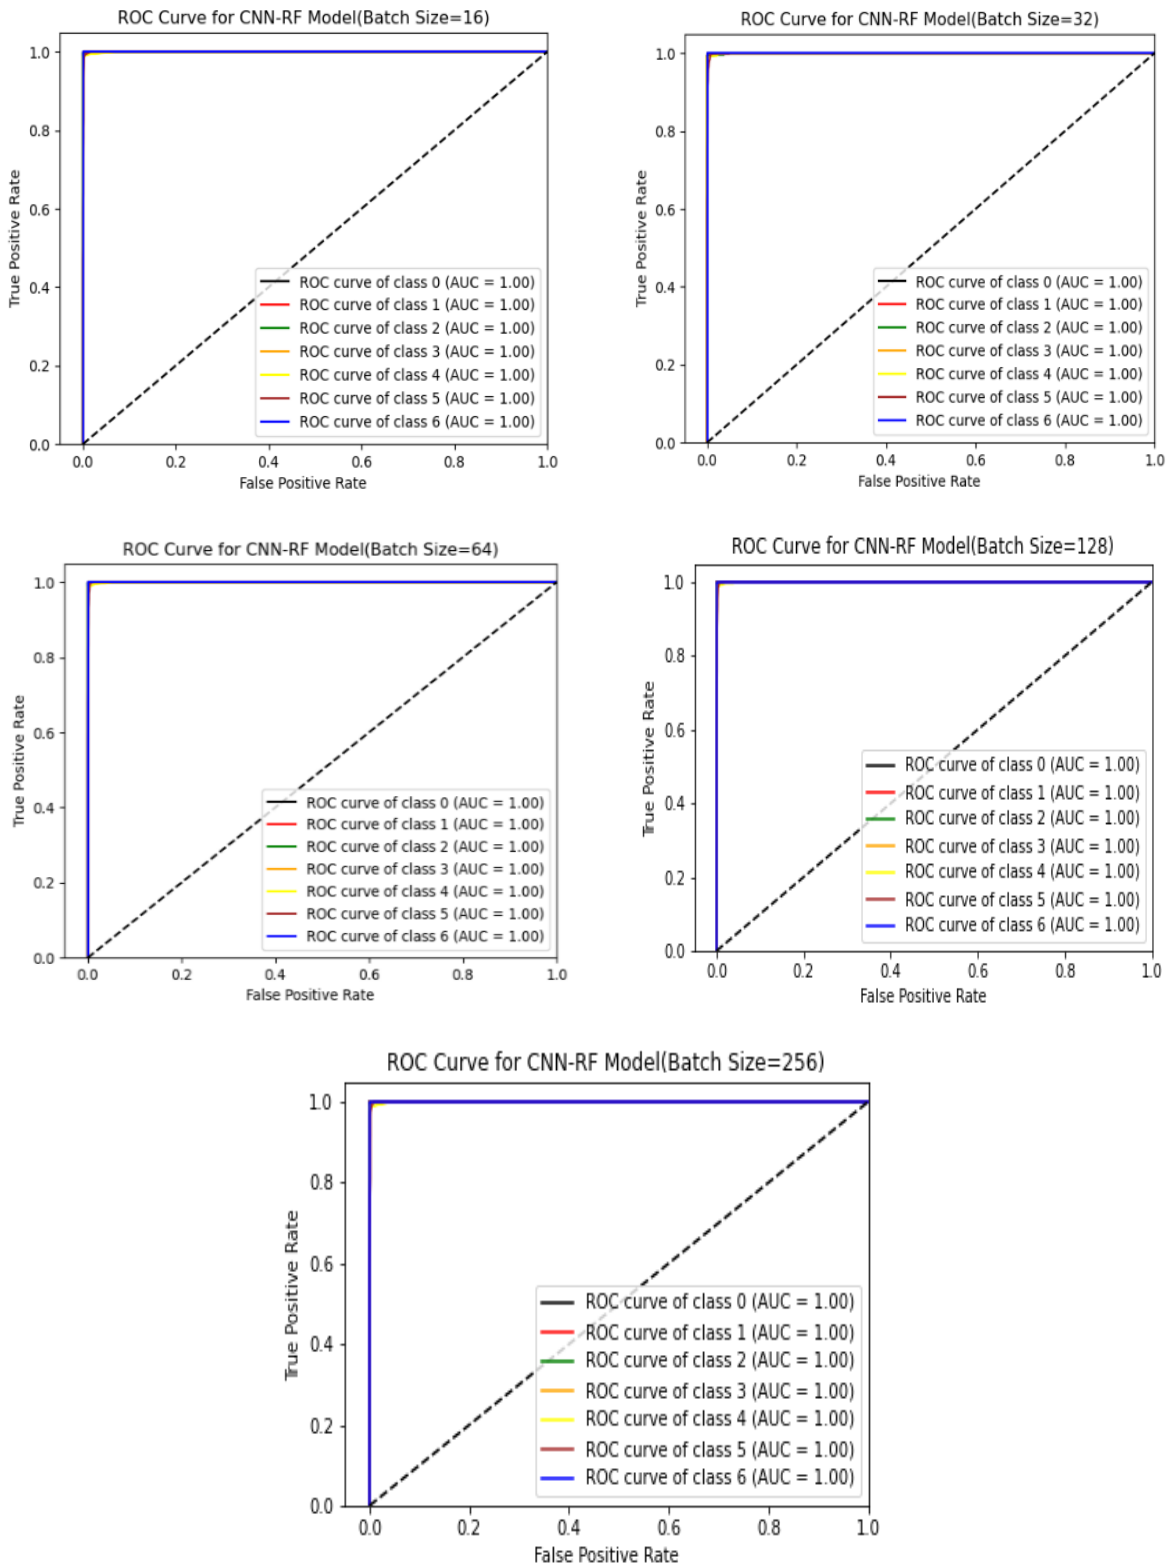 ROC Curve for CNN-RF Model(Batch Size=16)
1.0
0.8
0.6
0.4
0.2
0.0
True Positive Rate
ROC curve of class 0 (AUC = 1.00)
ROC curve of class 1 (AUC = 1.00)
ROC curve of class 2 (AUC = 1.00)
ROC curve of class 3 (AUC = 1.00)
ROC curve of class 4 (AUC = 1.00)
ROC curve of class 5 (AUC = 1.00)
ROC curve of class 6 (AUC = 1.00)
0.0 0.2 0.4 0.6 0.8 1.0
False Positive Rate
ROC Curve for CNN-RF Model(Batch Size=32)
1.0
0.8
0.6
0.4
0.2
0.0
True Positive Rate
ROC curve of class 0 (AUC = 1.00)
ROC curve of class 1 (AUC = 1.00)
ROC curve of class 2 (AUC = 1.00)
ROC curve of class 3 (AUC = 1.00)
ROC curve of class 4 (AUC = 1.00)
ROC curve of class 5 (AUC = 1.00)
ROC curve of class 6 (AUC = 1.00)
0.0 0.2 0.4 0.6 0.8 1.0
False Positive Rate
ROC Curve for CNN-RF Model(Batch Size=64)
1.0
0.8
0.6
0.4
0.2
0.0
True Positive Rate
ROC curve of class 0 (AUC = 1.00)
ROC curve of class 1 (AUC = 1.00)
ROC curve of class 2 (AUC = 1.00)
ROC curve of class 3 (AUC = 1.00)
ROC curve of class 4 (AUC = 1.00)
ROC curve of class 5 (AUC = 1.00)
ROC curve of class 6 (AUC = 1.00)
0.0 0.2 0.4 0.6 0.8 1.0
False Positive Rate
ROC Curve for CNN-RF Model(Batch Size=128)
1.0
0.8
0.6
0.4
0.2
0.0
True Positive Rate
ROC curve of class 0 (AUC = 1.00)
ROC curve of class 1 (AUC = 1.00)
ROC curve of class 2 (AUC = 1.00)
ROC curve of class 3 (AUC = 1.00)
ROC curve of class 4 (AUC = 1.00)
ROC curve of class 5 (AUC = 1.00)
ROC curve of class 6 (AUC = 1.00)
0.0 0.2 0.4 0.6 0.8 1.0
False Positive Rate
ROC Curve for CNN-RF Model(Batch Size=256)
1.0
0.8
0.6
0.4
0.2
0.0
True Positive Rate
ROC curve of class 0 (AUC = 1.00)
ROC curve of class 1 (AUC = 1.00)
ROC curve of class 2 (AUC = 1.00)
ROC curve of class 3 (AUC = 1.00)
ROC curve of class 4 (AUC = 1.00)
ROC curve of class 5 (AUC = 1.00)
ROC curve of class 6 (AUC = 1.00)
0.0 0.2 0.4 0.6 0.8 1.0
False Positive Rate